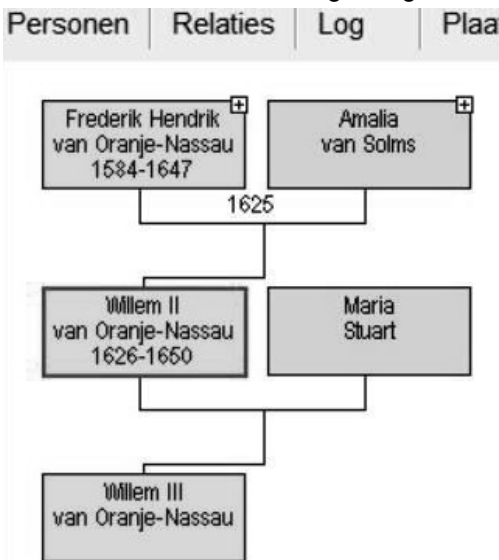 Personen Relaties Log Plaa
Frederik Hendrik
van Oranje-Nassau
1584-1647
Amalia
van Solms
1625
Willem II
van Oranje-Nassau
1626-1650
Maria
Stuart
Willem III
van Oranje-Nassau